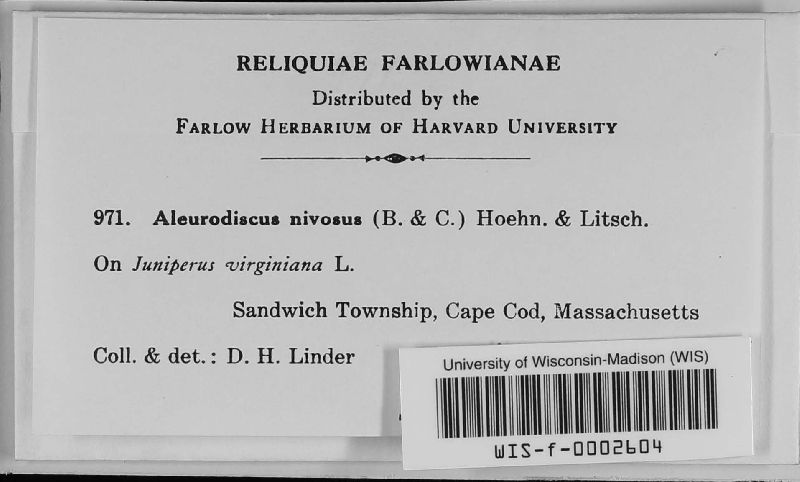 RELIQUIAE FARLOWIANAE
Distributed by the
FARLOW HERBARIUM OF HARVARD UNIVERSITY
971. Aleurodiscus nivosus (B. & C.) Hoehn. & Litsch.
On Juniperus virginiana L.
Sandwich Township, Cape Cod, Massachusetts
Coll. & det.: D. H. Linder
University of Wisconsin-Madison (WIS)
WIS-f-0002604